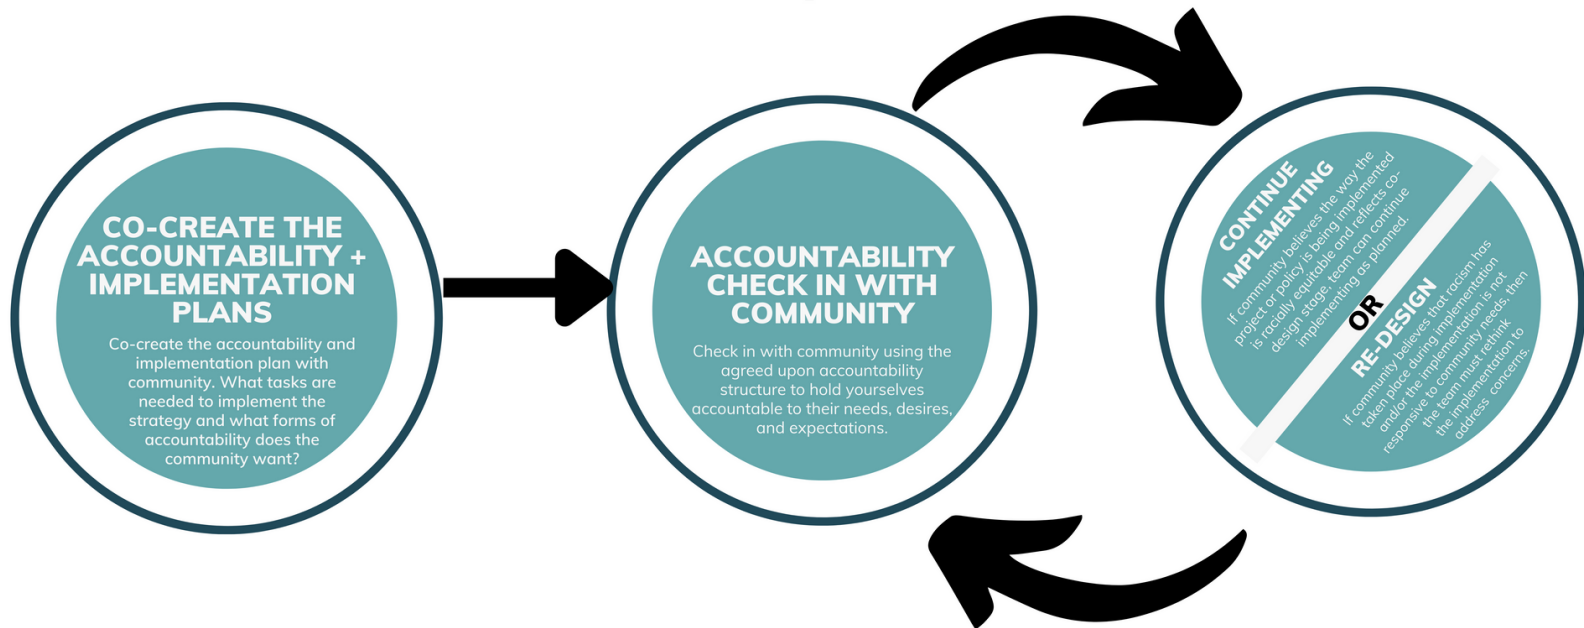 CO-CREATE THE
ACCOUNTABILITY +
IMPLEMENTATION
PLANS
Co-create the accountability and
implementation plan with
community. What tasks are
needed to implement the
strategy and what forms of
accountability does the
community want?
ACCOUNTABILITY
CHECK IN WITH
COMMUNITY
Check in with community using the
agreed upon accountability
structure to hold yourselves
accountable to their needs, desires,
and expectations.
CONTINUE
IMPLEMENTING
If community believes the way the
project or policy is being implemented
is racially equitable and reflects co-
design stage, team can continue
implementing as planned.
OR
RE-DESIGN
If community believes that racism has
taken place during implementation
and/or the implementation is not
responsive to community needs, then
the team must rethink
the implementation to
address concerns.